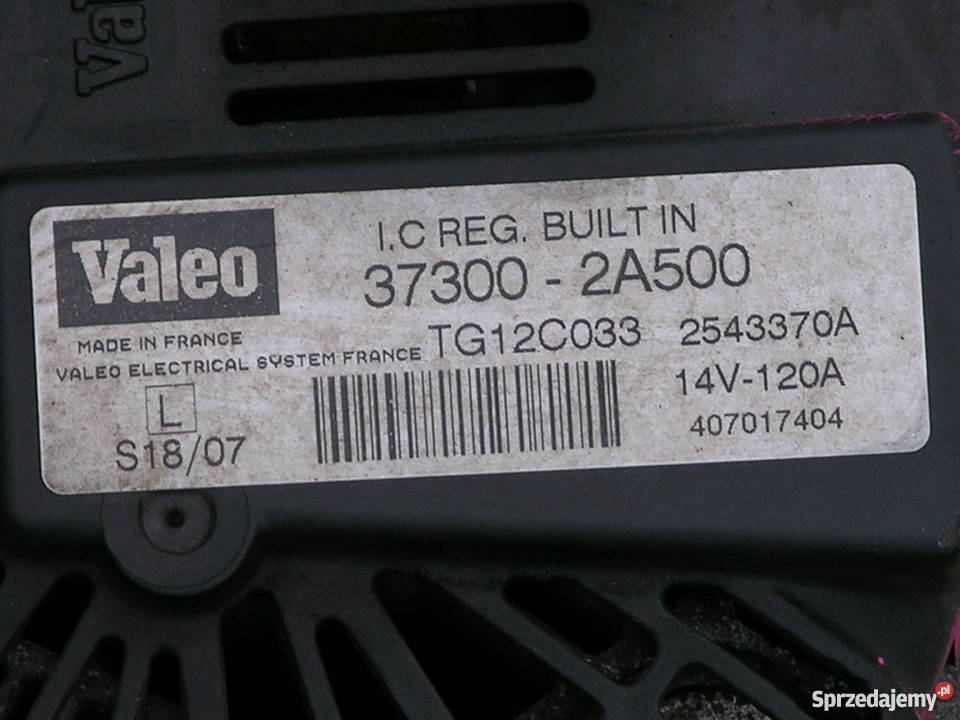 Vale
Valeo
I.C REG. BUILT IN
37300 - 2A500
MADE IN FRANCE
TG12C033 2543370A
VALEO ELECTRICAL SYSTEM FRANCE
14V-120A
L
407017404
S18/07
Sprzedajemy.pl